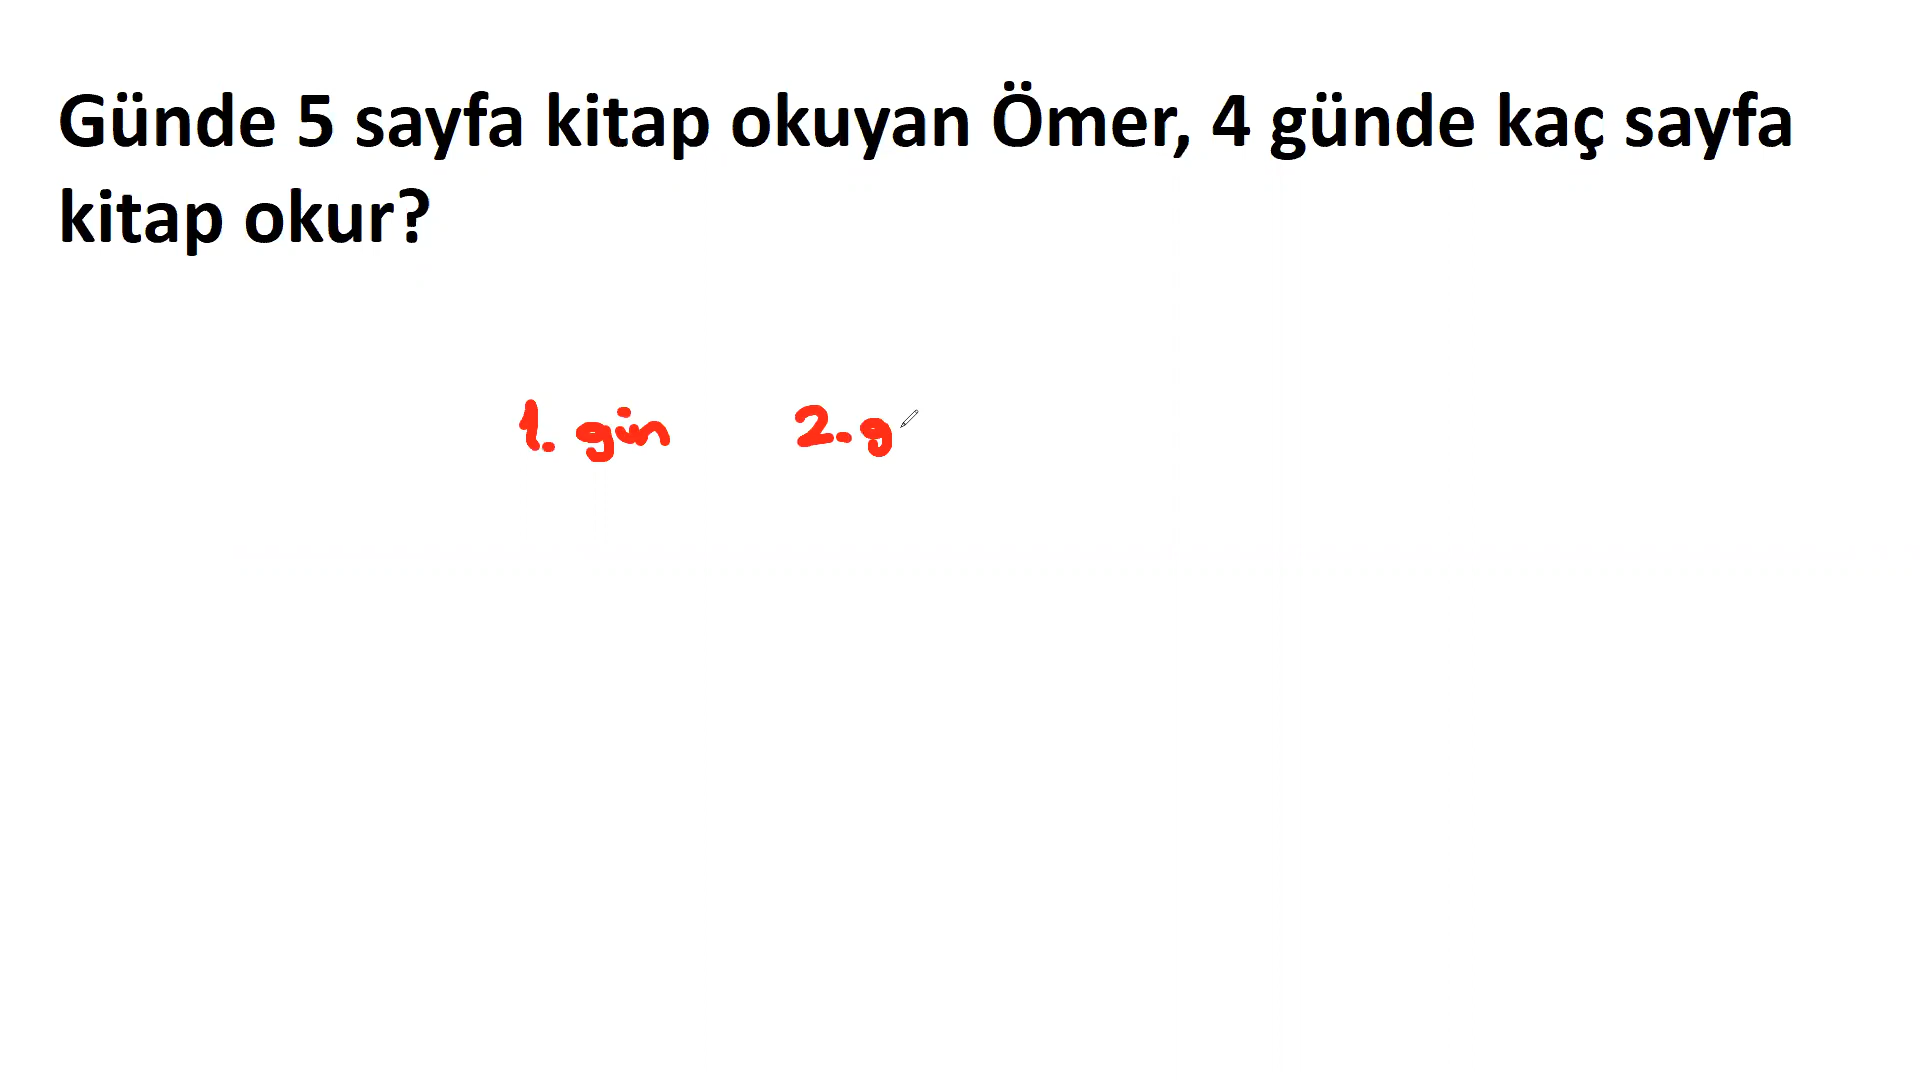 Günde 5 sayfa kitap okuyan Ömer, 4 günde kaç sayfa
kitap okur?
1. gün 2. g